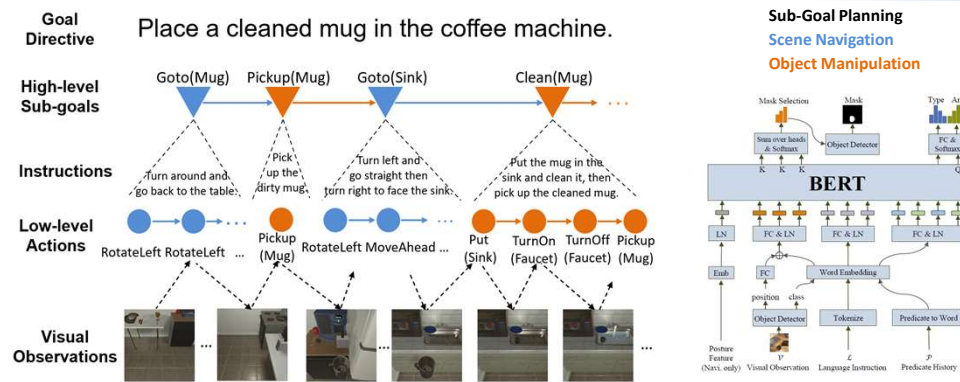 Goal
Directive
Place a cleaned mug in the coffee machine.
High-level
Sub-goals
Goto(Mug)
Pickup(Mug)
Goto(Sink)
Clean(Mug)
...
Instructions
Turn around and
go back to the table.
Pick
up the
dirty mug.
Turn left and
go straight then
turn right to face the sink.
Put the mug in the
sink and clean it, then
pick up the cleaned mug.
Low-level
Actions
RotateLeft RotateLeft ...
Pickup
(Mug)
RotateLeft MoveAhead ...
Put
(Sink)
TurnOn
(Faucet)
TurnOff
(Faucet)
Pickup
(Mug)
Visual
Observations
...
...
...
Sub-Goal Planning
Scene Navigation
Object Manipulation
Mask Selection
Mask
Type
Sum over heads
& Softmax
Object Detector
FC &
Softmax
K K K
BERT
LN
FC & LN
FC & LN
FC & LN
Emb
FC
Word Embedding
position
class
Object Detector
Tokenize
Predicate to Word
Posture
Feature
(Navi. only)
V
Visual Observation
L
Language Instruction
P
Predicate History